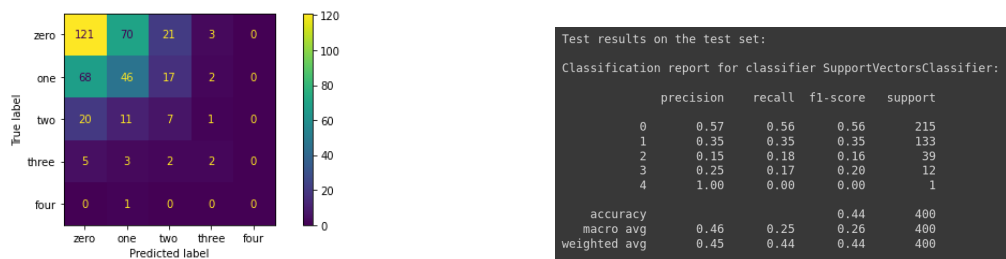 120
zero 121 70 21 3 0
100
one 68 46 17 2 0
80
True label
two 20 11 7 1 0
60
40
three 5 3 2 2 0
20
four 0 1 0 0 0
0
zero one two three four
Predicted label
Test results on the test set:
Classification report for classifier SupportVectorsClassifier:
precision recall f1-score support
0 0.57 0.56 0.56 215
1 0.35 0.35 0.35 133
2 0.15 0.18 0.16 39
3 0.25 0.17 0.20 12
4 1.00 0.00 0.00 1
accuracy 0.44 400
macro avg 0.46 0.25 0.26 400
weighted avg 0.45 0.44 0.44 400